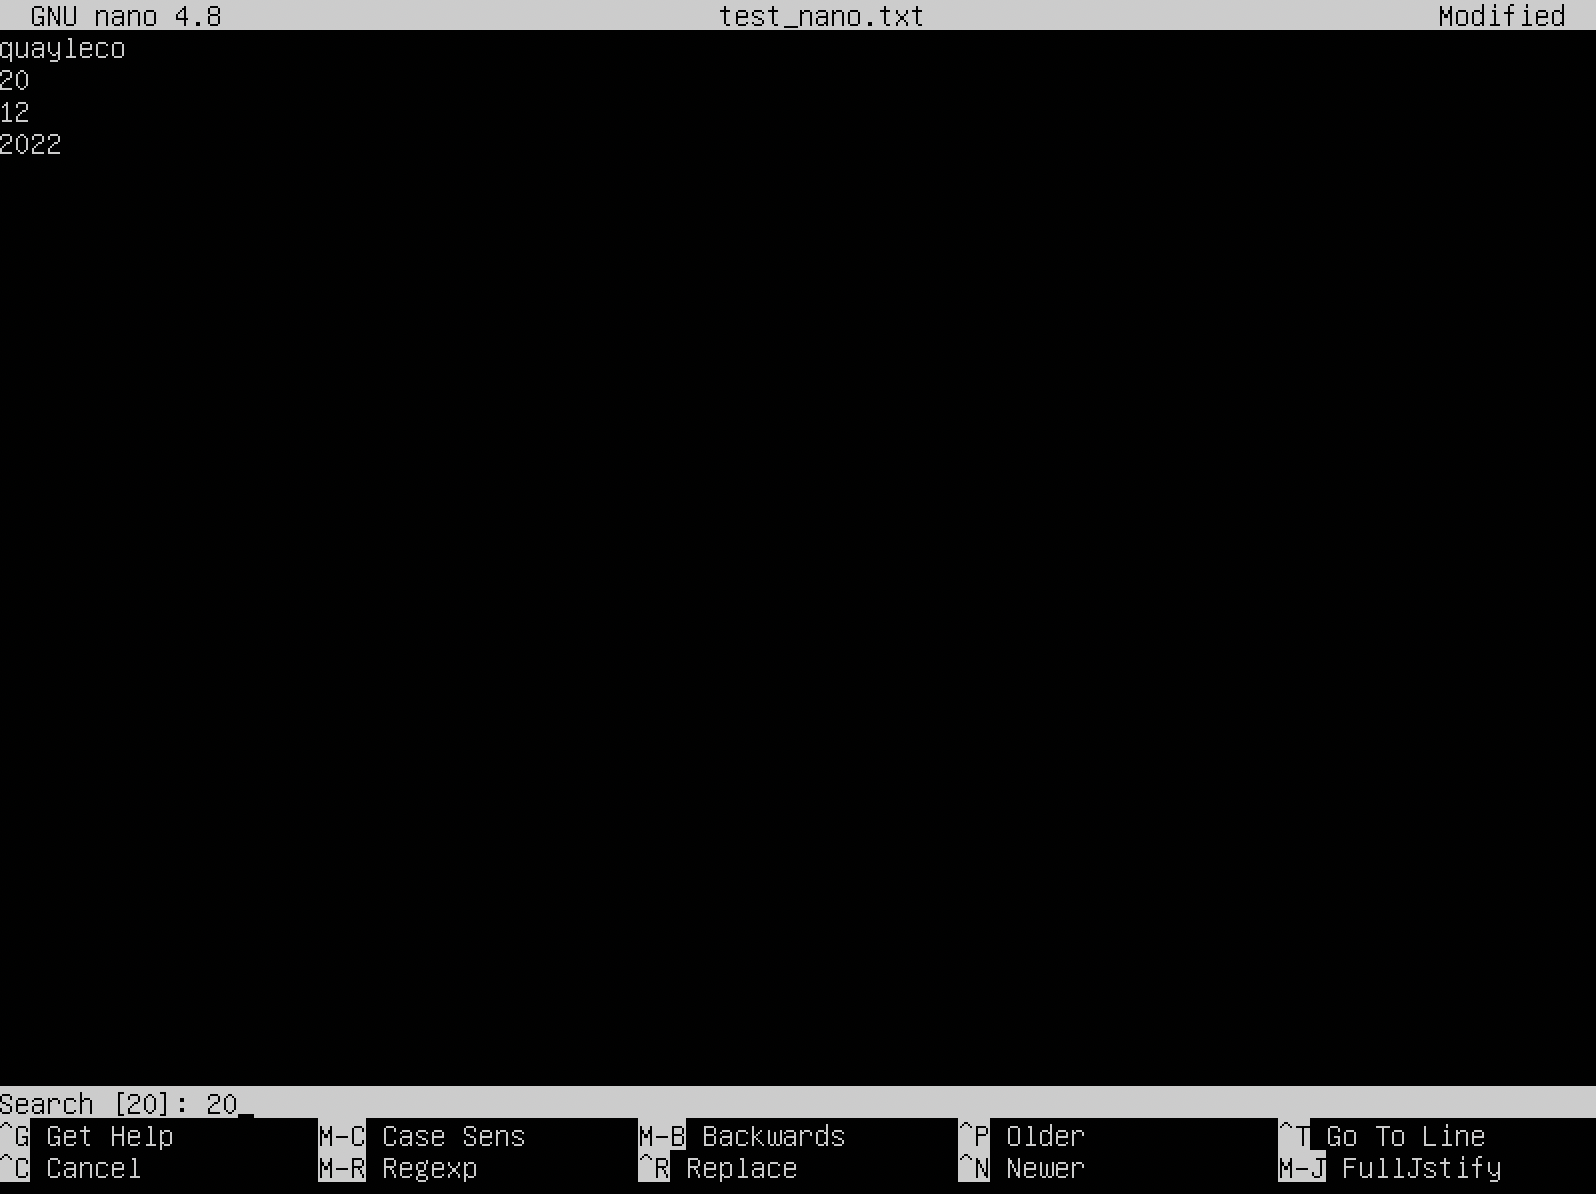 GNU nano 4.8 test_nano.txt Modified
quayleco
20
12
2022
Search [20]: 20_
^G Get Help M-C Case Sens M-B Backwards ^P Older ^T Go To Line
^C Cancel M-R Regexp ^R Replace ^N Newer M-J FullJstify